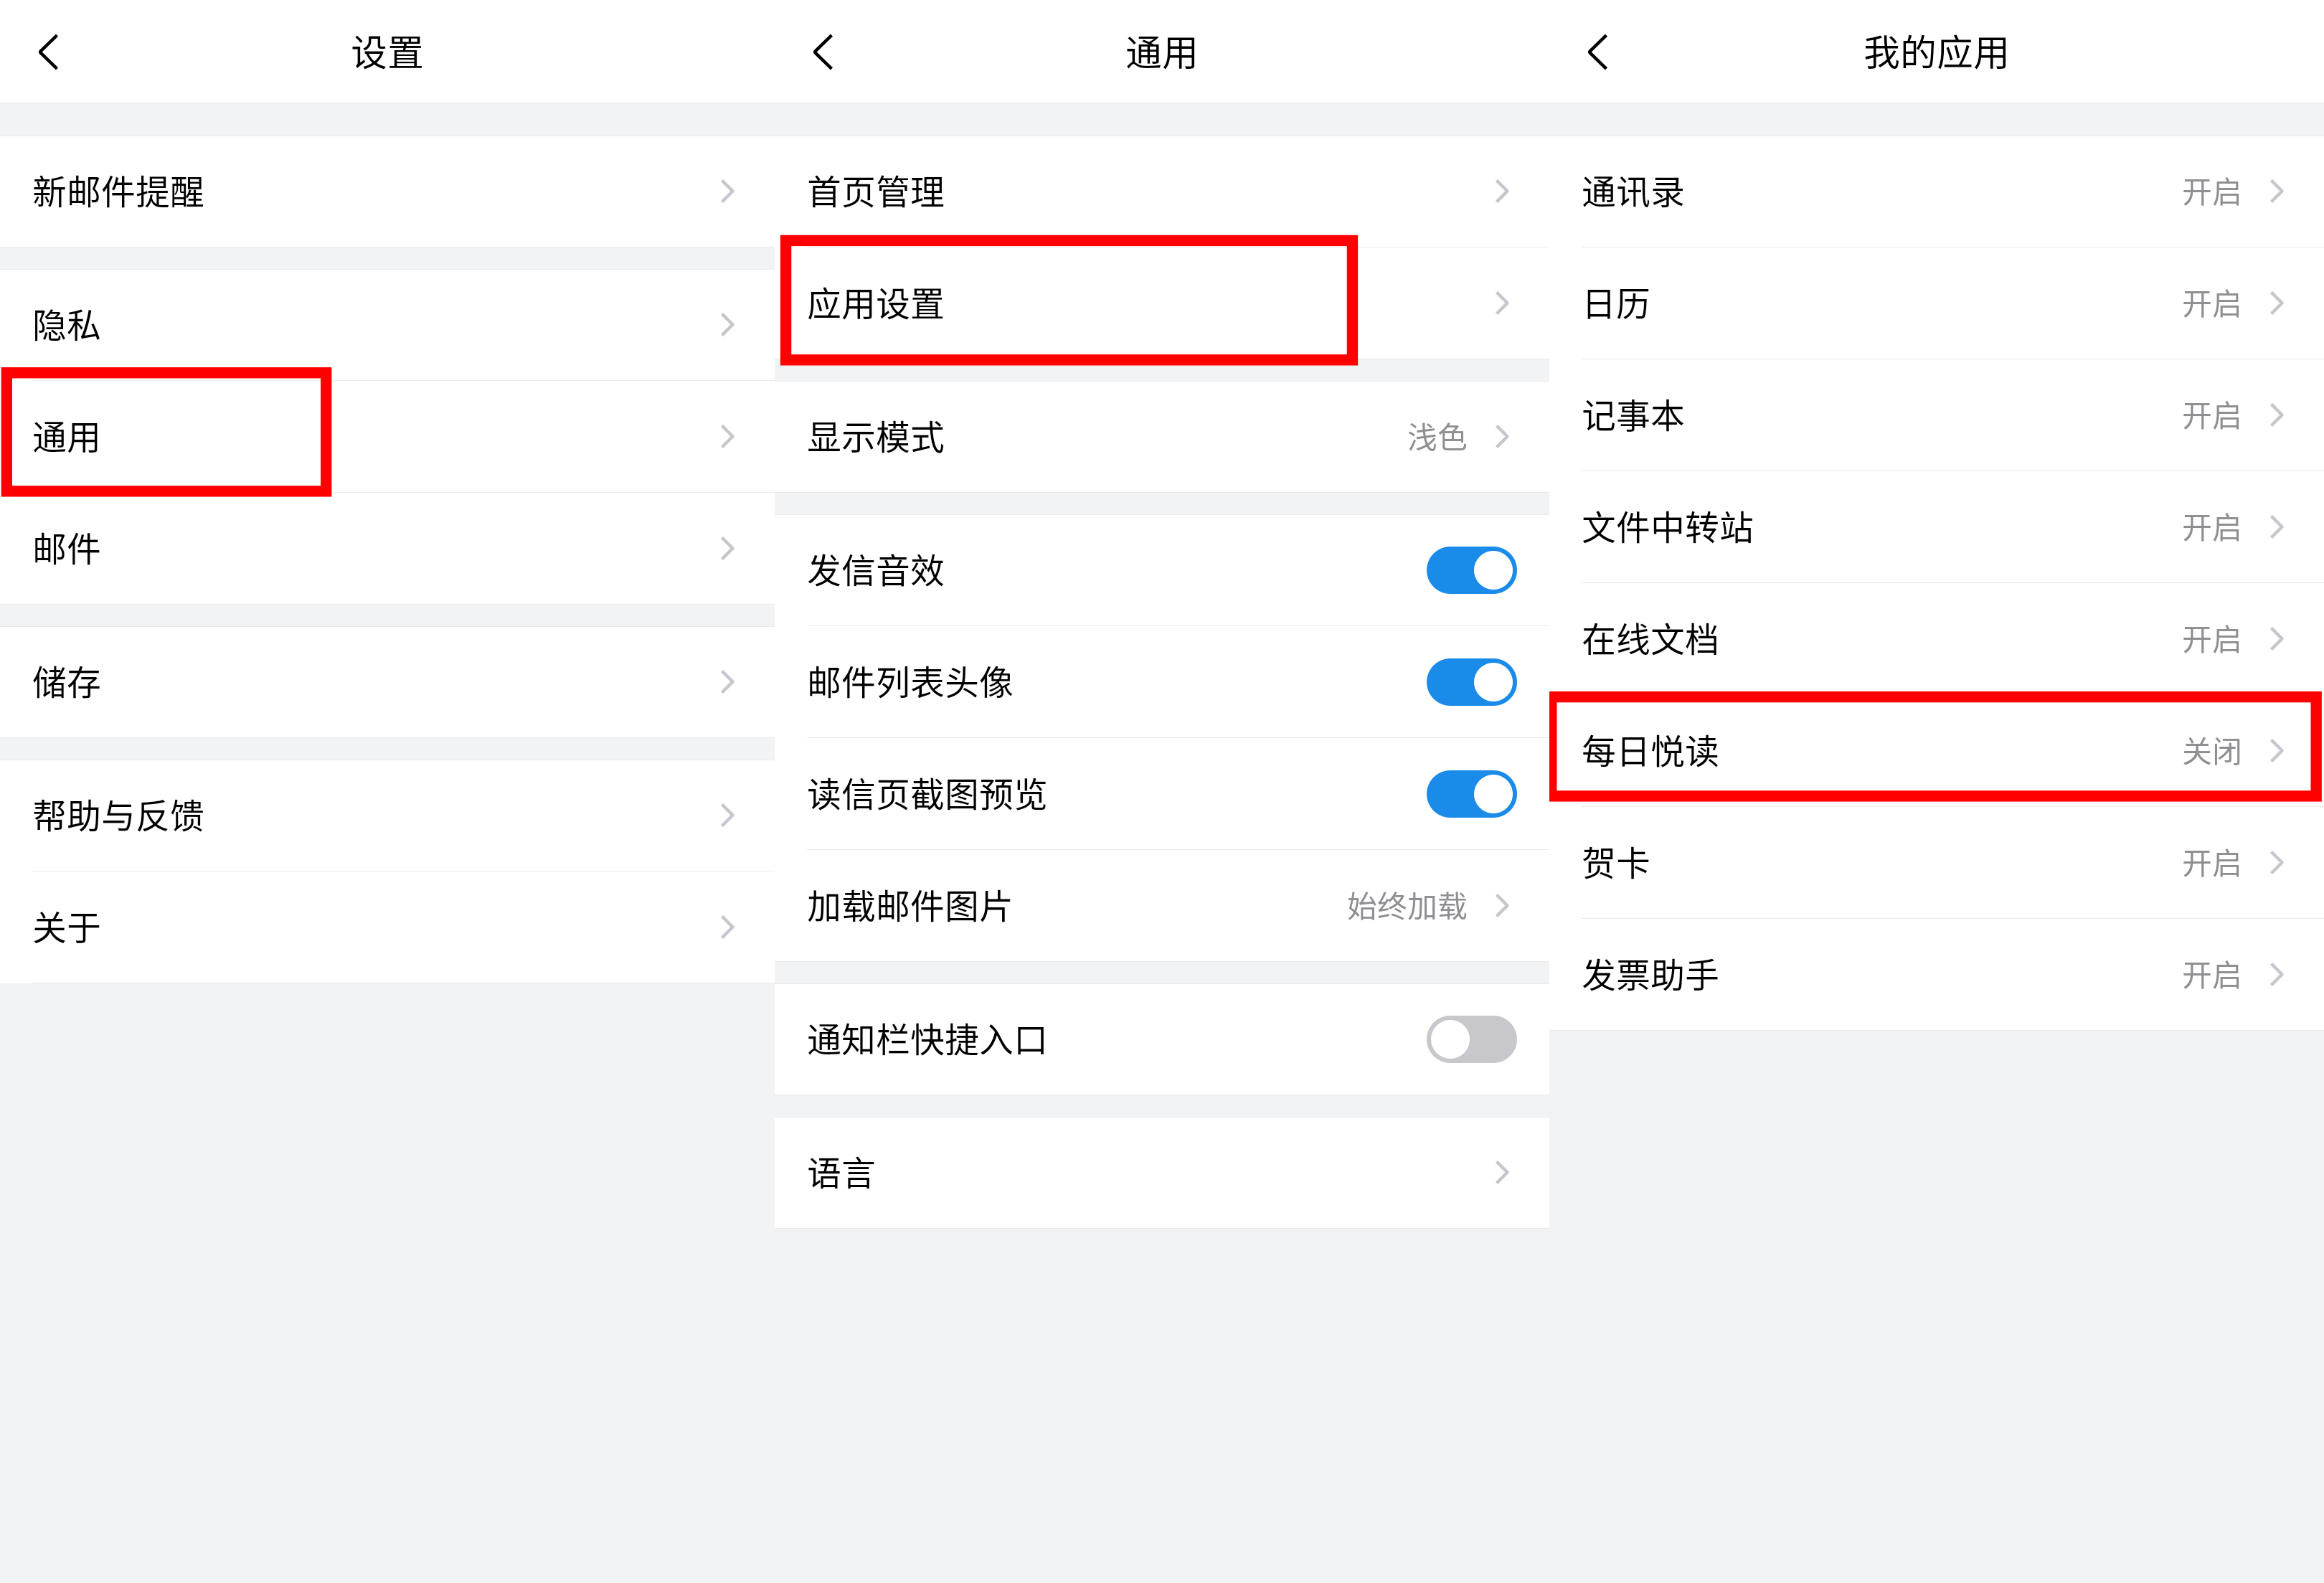 设置
新邮件提醒
隐私
通用
邮件
储存
帮助与反馈
关于
通用
首页管理
应用设置
显示模式 浅色
发信音效
邮件列表头像
读信页截图预览
加载邮件图片 始终加载
通知栏快捷入口
语言
我的应用
通讯录 开启
日历 开启
记事本 开启
文件中转站 开启
在线文档 开启
每日悦读 关闭
贺卡 开启
发票助手 开启